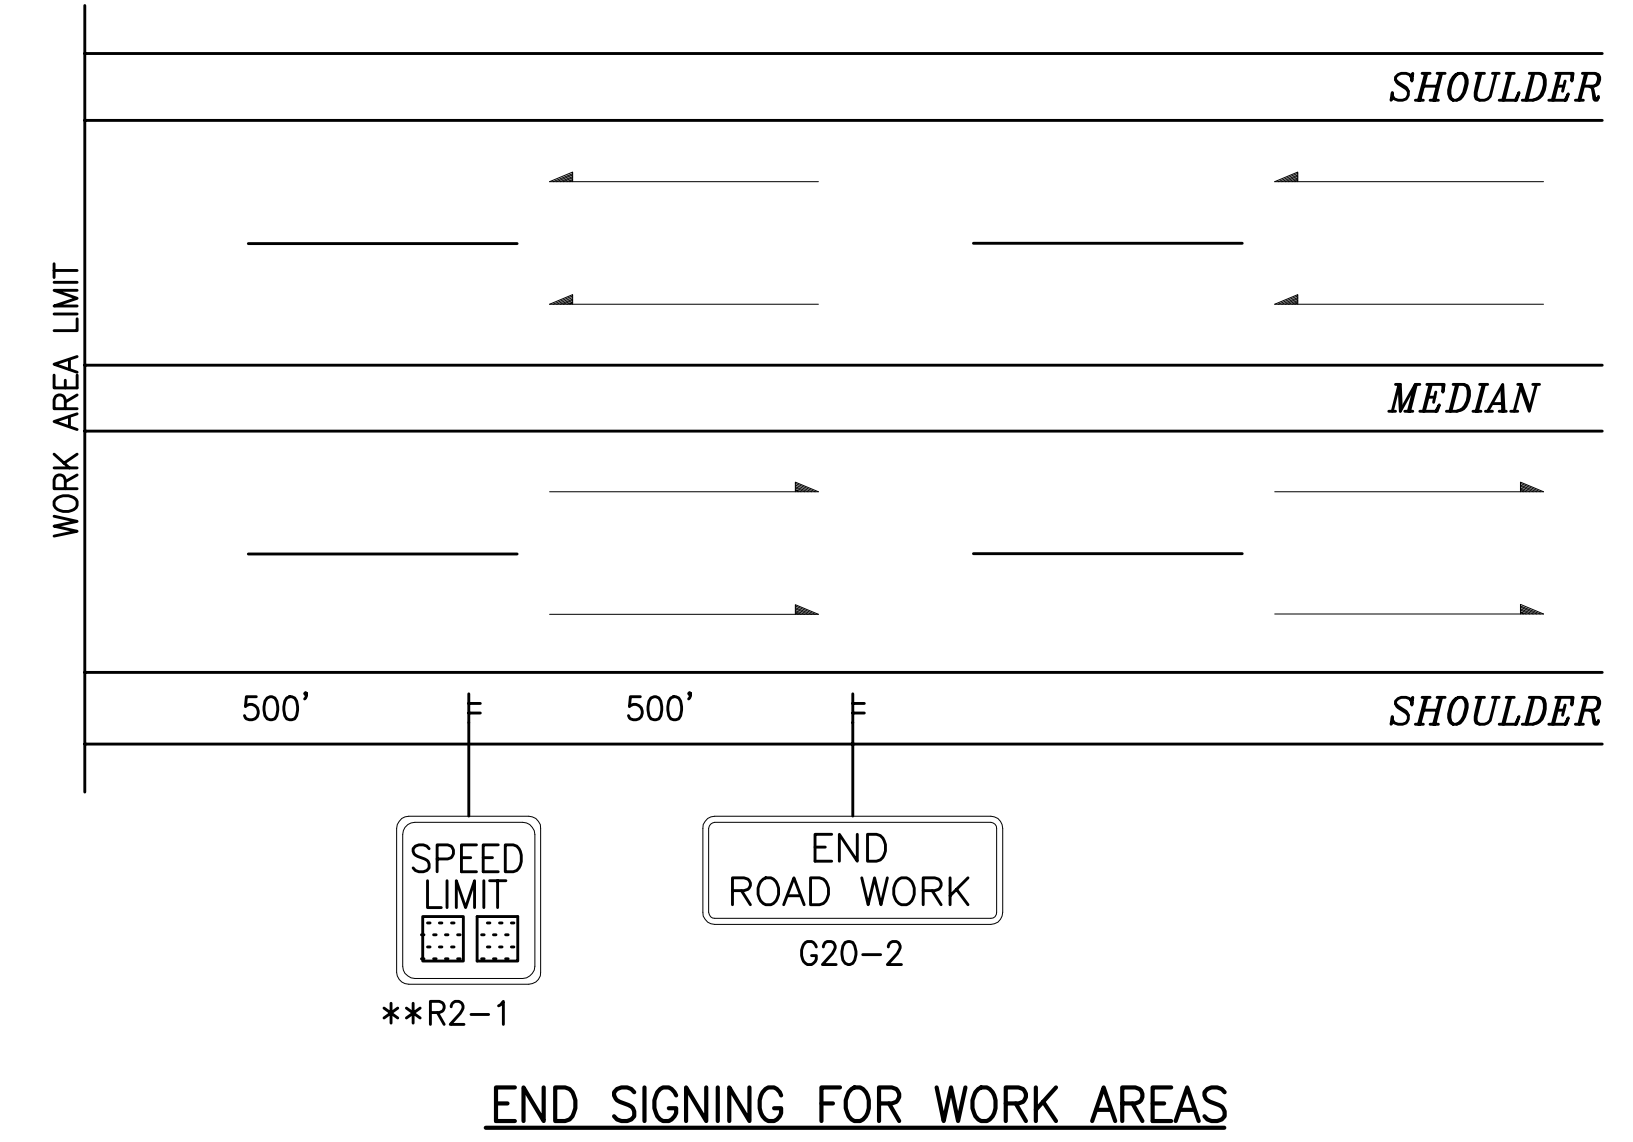 SHOULDER
WORK AREA LIMIT
MEDIAN
500' 500' SHOULDER
SPEED
LIMIT
**R2-1
END
ROAD WORK
G20-2
END SIGNING FOR WORK AREAS